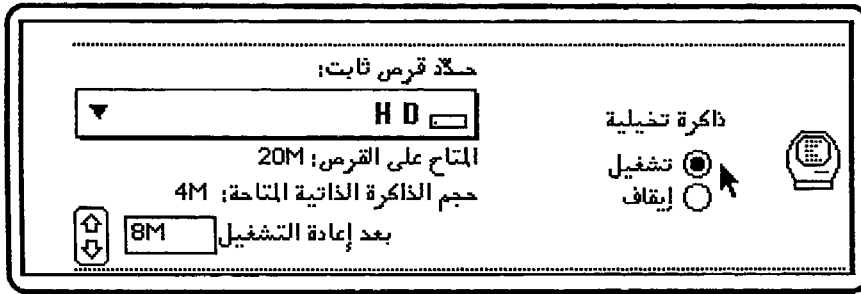 ذاكرة تخيلية
تشغيل
إيقاف
حدّد قرص ثابت:
HD
المتاح على القرص: 20M
حجم الذاكرة الذاتية المتاحة: 4M
بعد إعادة التشغيل 8M